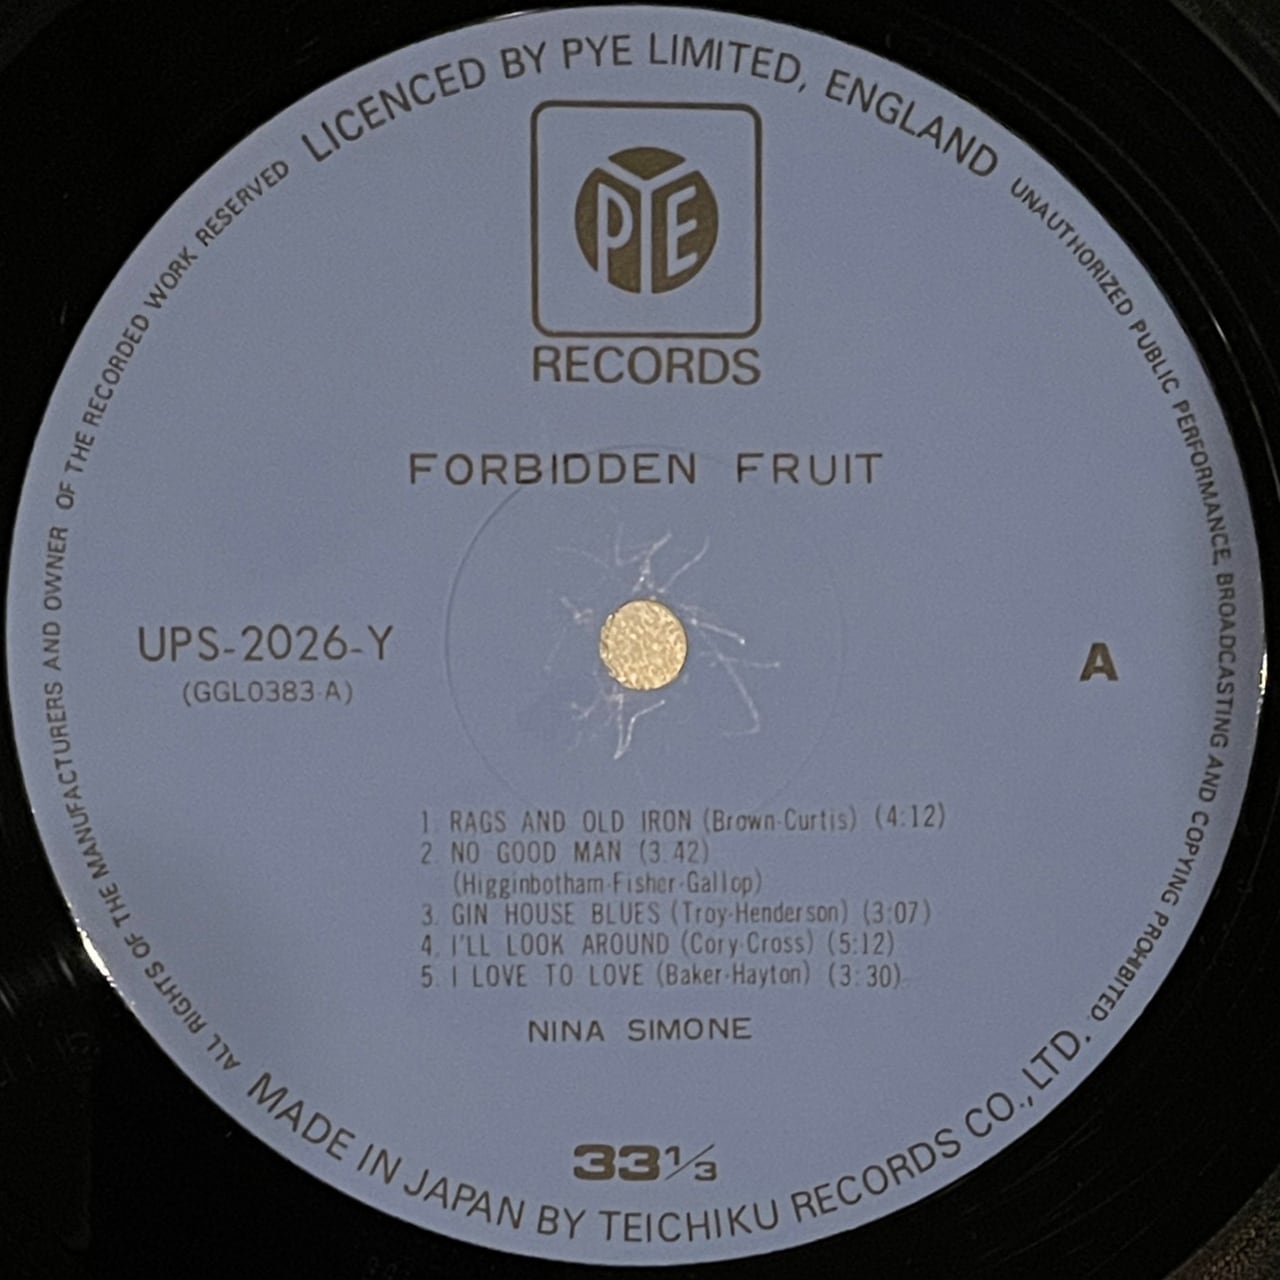 LICENCED BY PYE LIMITED, ENGLAND
UNAUTHORIZED PUBLIC PERFORMANCE, BROADCASTING AND COPYING PROHIBITED.
PYE
RECORDS
FORBIDDEN FRUIT
UPS-2026-Y
(GGL0383-A)
A
1. RAGS AND OLD IRON (Brown-Curtis) (4:12)
2. NO GOOD MAN (3:42)
(Higginbotham-Fisher-Gallop)
3. GIN HOUSE BLUES (Troy-Henderson) (3:07)
4. I'LL LOOK AROUND (Cory-Cross) (5:12)
5. I LOVE TO LOVE (Baker-Hayton) (3:30)
NINA SIMONE
33⅓
MADE IN JAPAN BY TEICHIKU RECORDS CO., LTD.
ALL RIGHTS OF THE MANUFACTURERS AND OWNER OF THE RECORDED WORK RESERVED